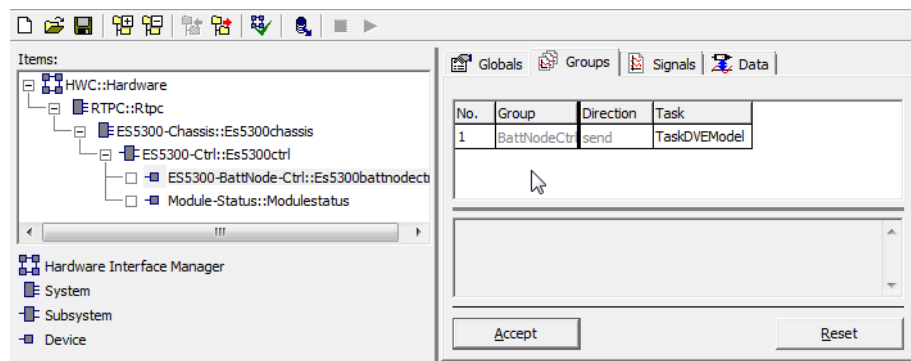 Items:
HWC::Hardware
RTPC::Rtpc
ES5300-Chassis::Es5300chassis
ES5300-Ctrl::Es5300ctrl
ES5300-BattNode-Ctrl::Es5300battnodectr
Module-Status::Modulestatus
Hardware Interface Manager
System
Subsystem
Device
Globals Groups Signals Data
No. Group Direction Task
1 BattNodeCtrl send TaskDVEModel
Accept Reset